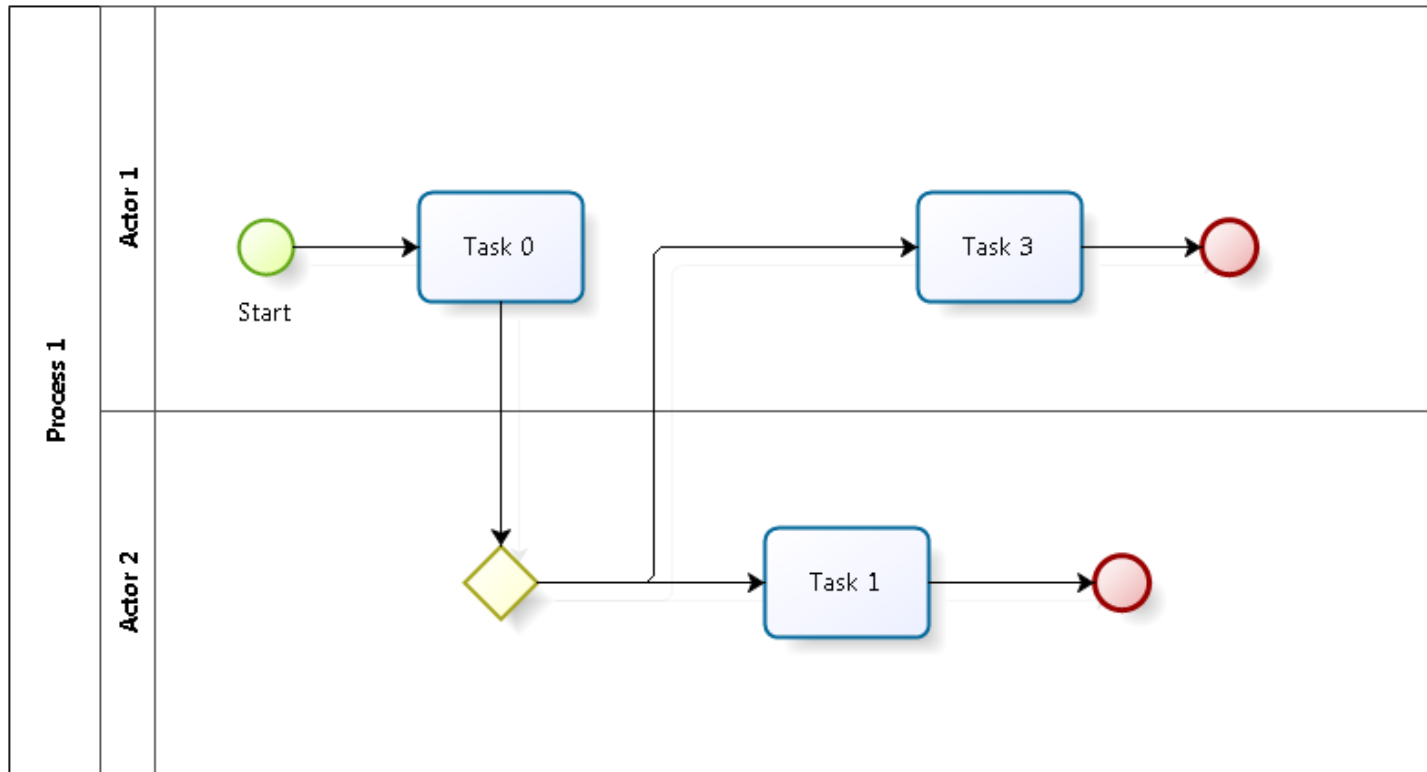 Process 1
Actor 1
Task 0
Task 3
Start
Actor 2
Task 1